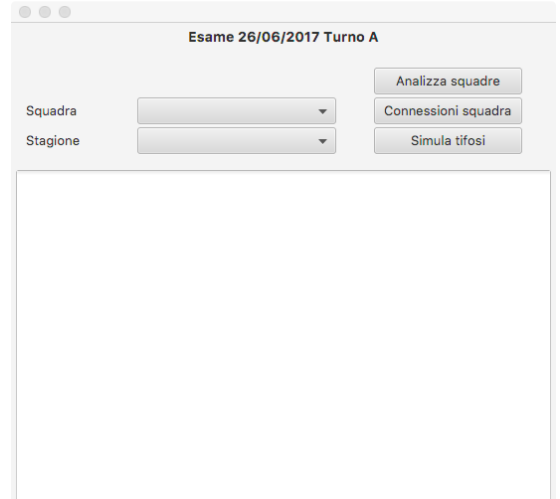 Esame 26/06/2017 Turno A
Analizza squadre
Squadra Connessioni squadra
Stagione Simula tifosi